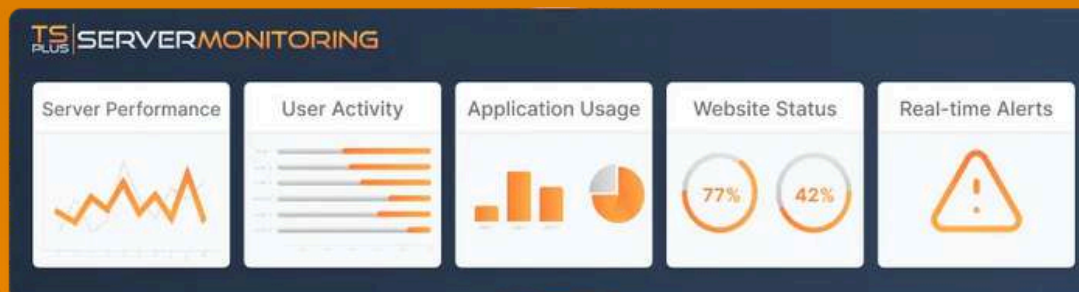 TS PLUS SERVERMONITORING
Server Performance
User Activity
Application Usage
Website Status
Real-time Alerts
77%
42%